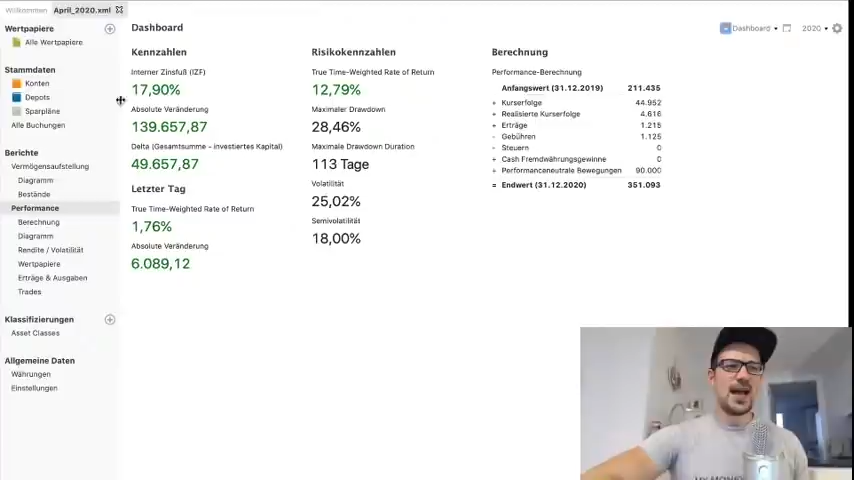 Willkommen
April_2020.xml
Wertpapiere
Alle Wertpapiere
Stammdaten
Konten
Depots
Sparpläne
Alle Buchungen
Berichte
Vermögensaufstellung
Diagramm
Bestände
Performance
Berechnung
Diagramm
Rendite / Volatilität
Wertpapiere
Erträge & Ausgaben
Trades
Klassifizierungen
Asset Classes
Allgemeine Daten
Währungen
Einstellungen
Dashboard
Dashboard
2020
Kennzahlen
Interner Zinsfuß (IZF)
17,90%
Absolute Veränderung
139.657,87
Delta (Gesamtsumme - investiertes Kapital)
49.657,87
Letzter Tag
True Time-Weighted Rate of Return
1,76%
Absolute Veränderung
6.089,12
Risikokennzahlen
True Time-Weighted Rate of Return
12,79%
Maximaler Drawdown
28,46%
Maximale Drawdown Duration
113 Tage
Volatilität
25,02%
Semivolatilität
18,00%
Berechnung
Performance-Berechnung
Anfangswert (31.12.2019) 211.435
+ Kurserfolge 44.952
+ Realisierte Kurserfolge 4.616
+ Erträge 1.215
- Gebühren 1.125
- Steuern 0
+ Cash Fremdwährungsgewinne 0
+ Performanceneutrale Bewegungen 90.000
= Endwert (31.12.2020) 351.093